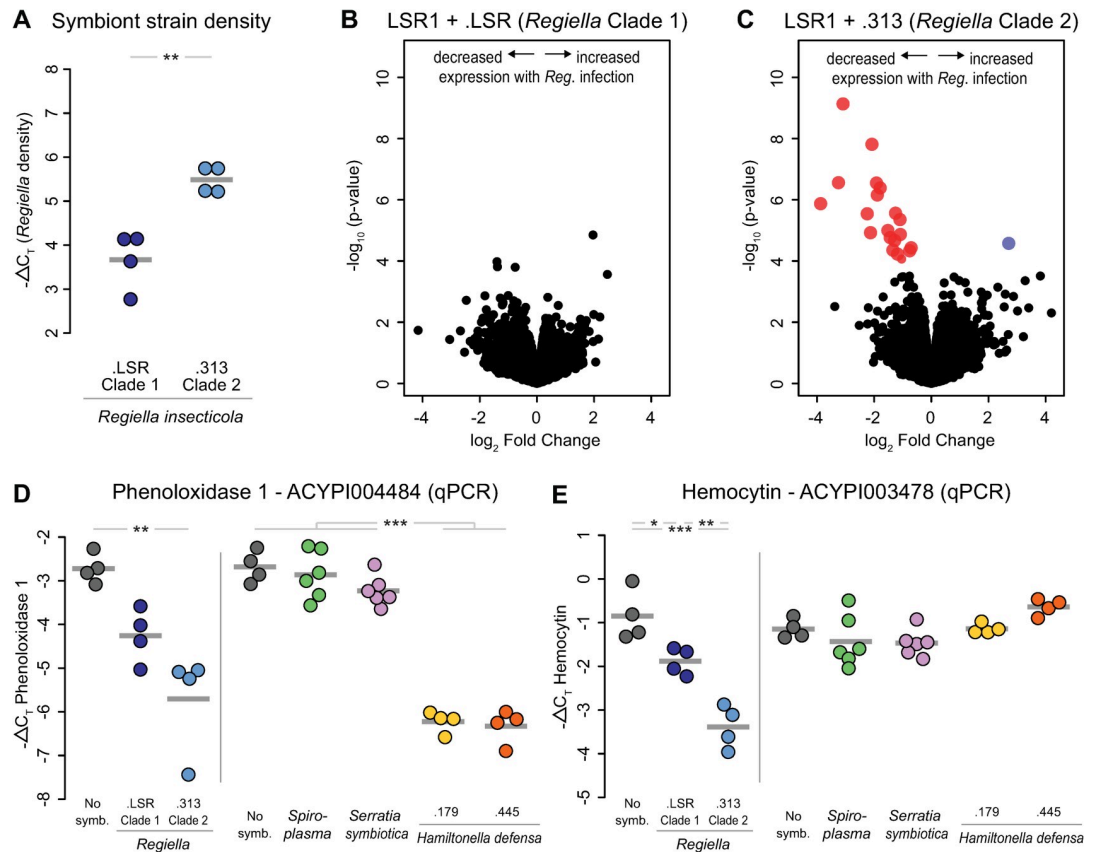 A Symbiont strain density
**
-ΔCT (Regiella density)
8
7
6
5
4
3
2
.LSR .313
Clade 1 Clade 2
Regiella insecticola
B LSR1 + .LSR (Regiella Clade 1)
decreased ← → increased
expression with Reg. infection
-log10 (p-value)
10
8
6
4
2
0
-4 -2 0 2 4
log2 Fold Change
C LSR1 + .313 (Regiella Clade 2)
decreased ← → increased
expression with Reg. infection
-log10 (p-value)
10
8
6
4
2
0
-4 -2 0 2 4
log2 Fold Change
D Phenoloxidase 1 - ACYPI004484 (qPCR)
** ***
-ΔCT Phenoloxidase 1
-2
-3
-4
-5
-6
-7
-8
No .LSR .313
symb. Clade 1 Clade 2
Regiella
No Spiro- Serratia .179 .445
symb. plasma symbiotica Hamiltonella defensa
E Hemocytin - ACYPI003478 (qPCR)
* **
***
-ΔCT Hemocytin
1
0
-1
-2
-3
-4
-5
No .LSR .313
symb. Clade 1 Clade 2
Regiella
No Spiro- Serratia .179 .445
symb. plasma symbiotica Hamiltonella defensa